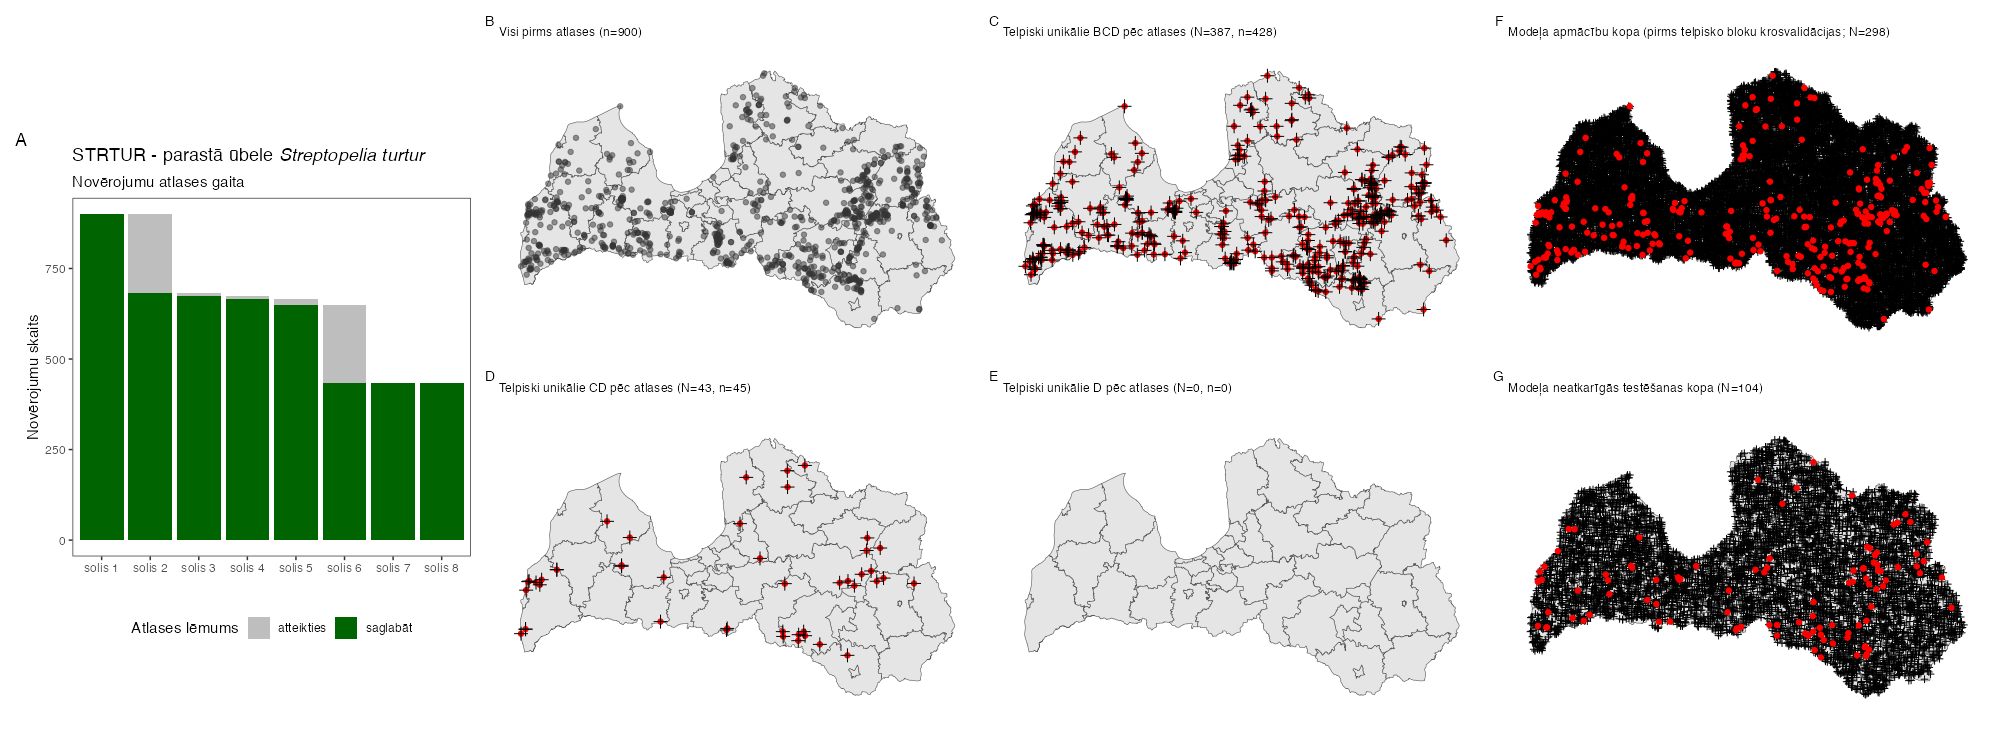 A
STRTUR - parastā ūbele Streptopelia turtur
Novērojumu atlases gaita
Novērojumu skaits
750
500
250
0
solis 1
solis 2
solis 3
solis 4
solis 5
solis 6
solis 7
solis 8
Atlases lēmums
atteikties
saglabāt
B
Visi pirms atlases (n=900)
C
Telpiski unikālie BCD pēc atlases (N=387, n=428)
F
Modeļa apmācību kopa (pirms telpisko bloku krosvalidācijas; N=298)
D
Telpiski unikālie CD pēc atlases (N=43, n=45)
E
Telpiski unikālie D pēc atlases (N=0, n=0)
G
Modeļa neatkarīgās testēšanas kopa (N=104)